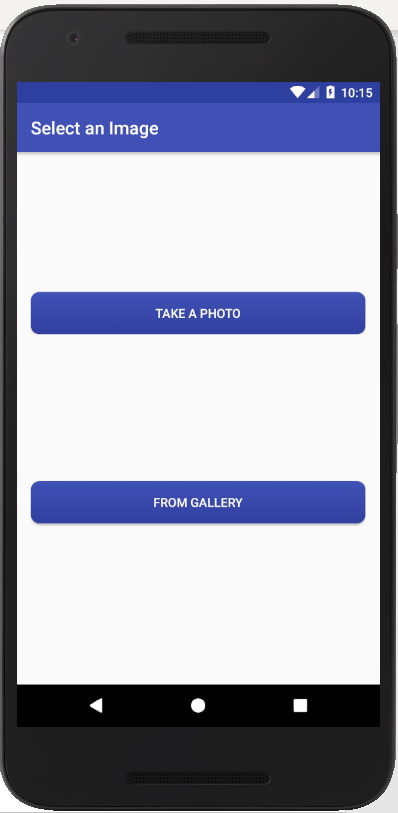 10:15
Select an Image
TAKE A PHOTO
FROM GALLERY